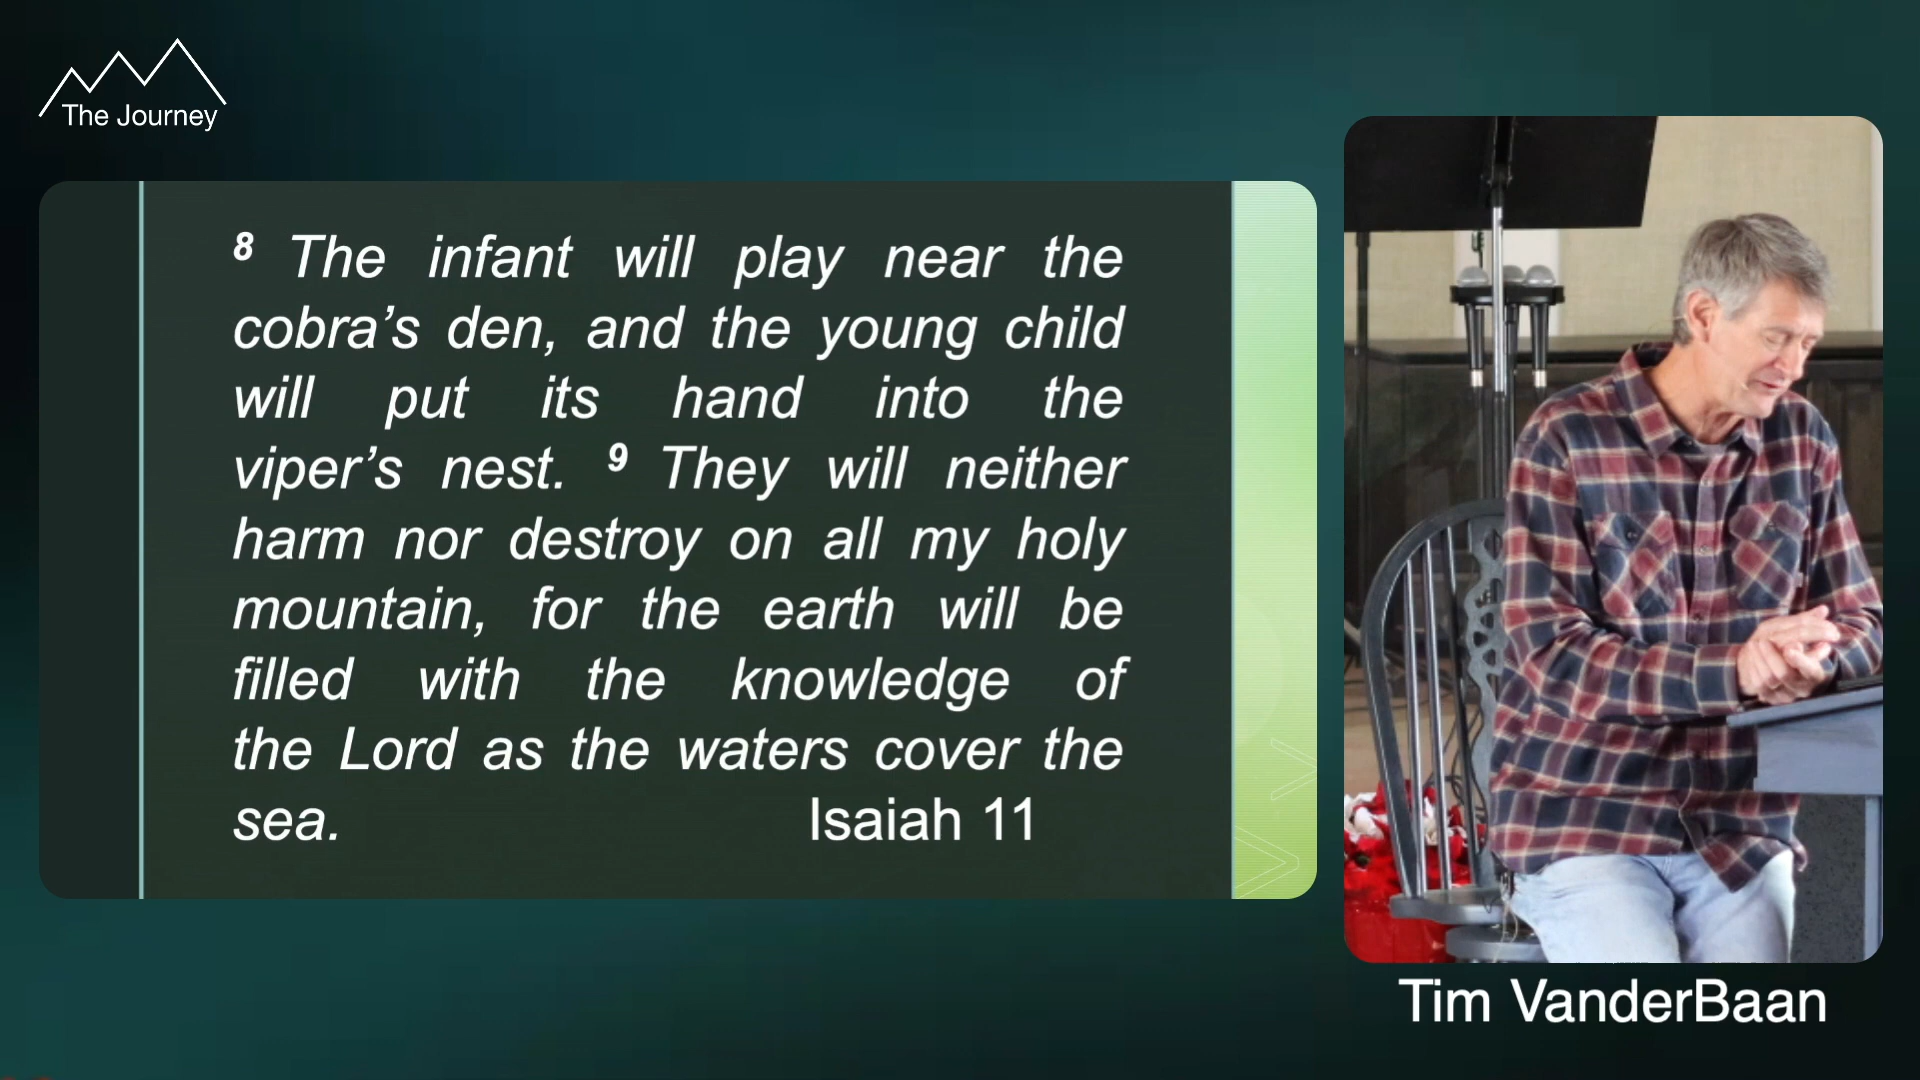 The Journey
8 The infant will play near the
cobra’s den, and the young child
will put its hand into the
viper’s nest. 9 They will neither
harm nor destroy on all my holy
mountain, for the earth will be
filled with the knowledge of
the Lord as the waters cover the
sea. Isaiah 11
Tim VanderBaan